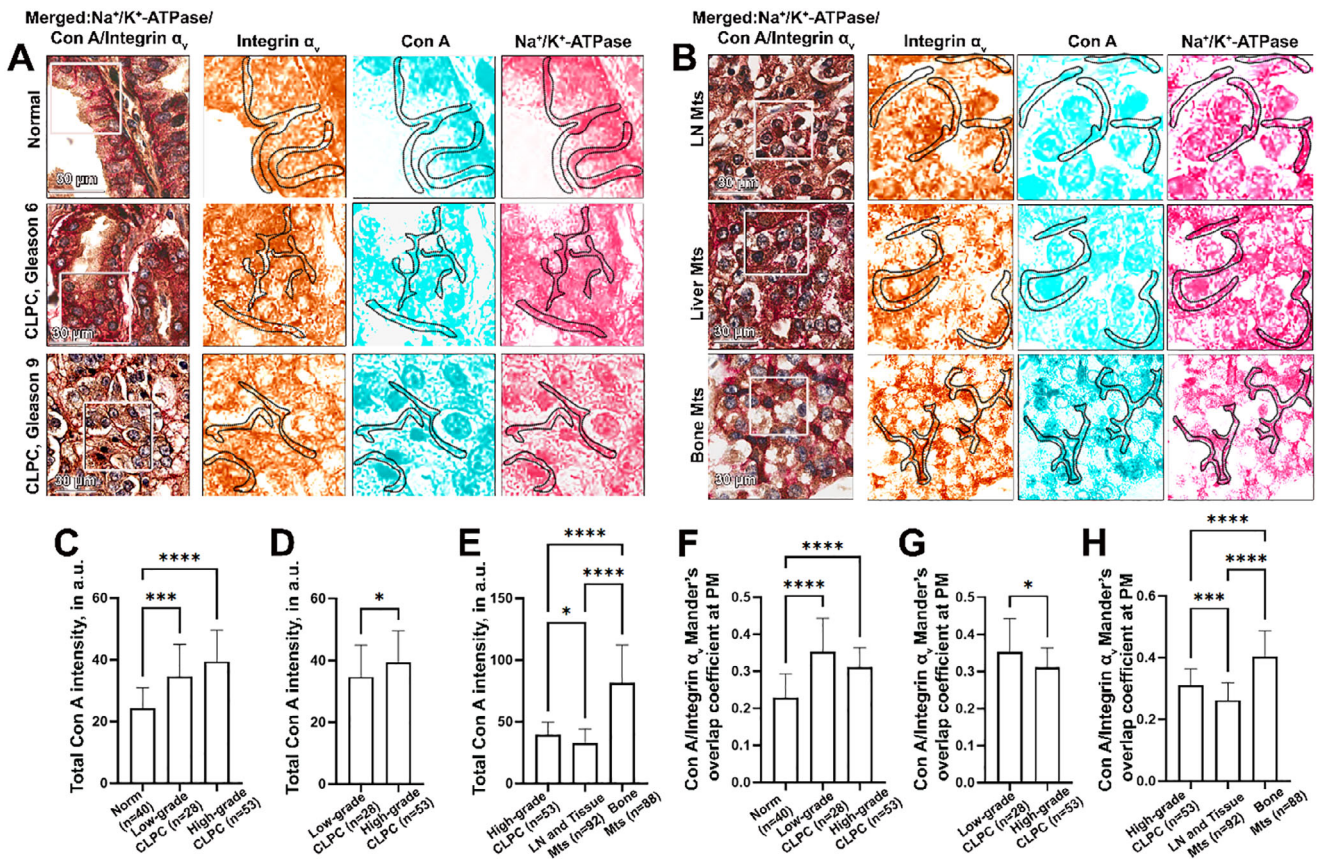 Merged:Na⁺/K⁺-ATPase/
Con A/Integrin αᵥ
Integrin αᵥ
Con A
Na⁺/K⁺-ATPase
A
Normal
30 µm
CLPC, Gleason 6
30 µm
CLPC, Gleason 9
30 µm
Merged:Na⁺/K⁺-ATPase/
Con A/Integrin αᵥ
Integrin αᵥ
Con A
Na⁺/K⁺-ATPase
B
LN Mts
30 µm
Liver Mts
30 µm
Bone Mts
30 µm
C
Total Con A intensity, in a.u.
80
60
40
20
0
***
****
Norm
(n=40)
Low-grade
CLPC (n=28)
High-grade
CLPC (n=53)
D
Total Con A intensity, in a.u.
80
60
40
20
0
*
Low-grade
CLPC (n=28)
High-grade
CLPC (n=53)
E
Total Con A intensity, in a.u.
150
100
50
0
****
****
*
High-grade
CLPC (n=53)
LN and Tissue
Mts (n=92)
Bone
Mts (n=88)
F
Con A/Integrin αᵥ Mander's
overlap coefficient at PM
0.5
0.4
0.3
0.2
0.1
0.0
****
****
Norm
(n=40)
Low-grade
CLPC (n=28)
High-grade
CLPC (n=53)
G
Con A/Integrin αᵥ Mander's
overlap coefficient at PM
0.5
0.4
0.3
0.2
0.1
0.0
*
Low-grade
CLPC (n=28)
High-grade
CLPC (n=53)
H
Con A/Integrin αᵥ Mander's
overlap coefficient at PM
0.6
0.4
0.2
0.0
****
****
***
High-grade
CLPC (n=53)
LN and Tissue
Mts (n=92)
Bone
Mts (n=88)